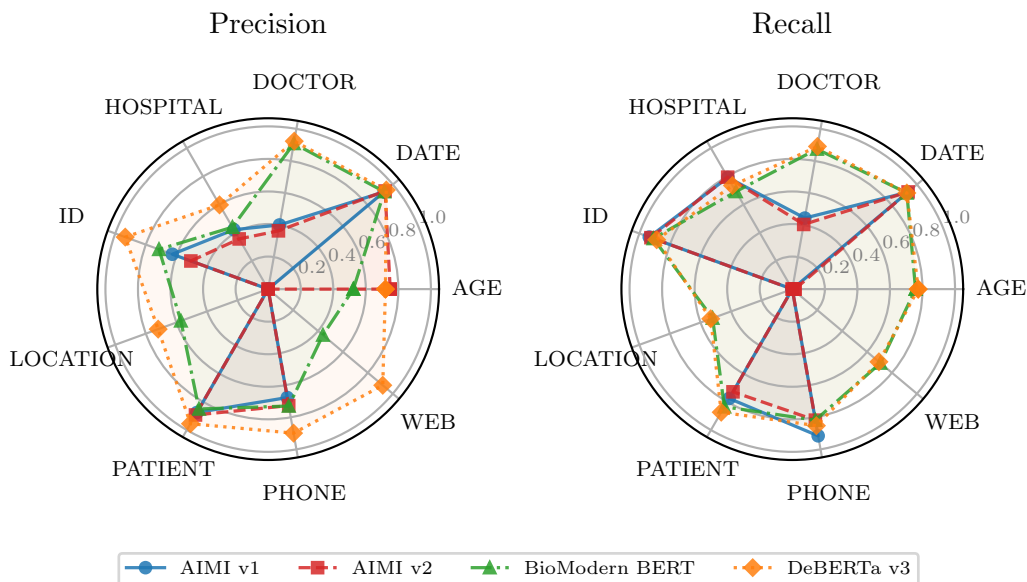 Precision
DOCTOR
HOSPITAL
DATE
ID
1.0
0.8
0.6
0.4
0.2
AGE
LOCATION
WEB
PATIENT
PHONE
Recall
DOCTOR
HOSPITAL
DATE
ID
1.0
0.8
0.6
0.4
0.2
AGE
LOCATION
WEB
PATIENT
PHONE
AIMI v1 AIMI v2 BioModern BERT DeBERTa v3